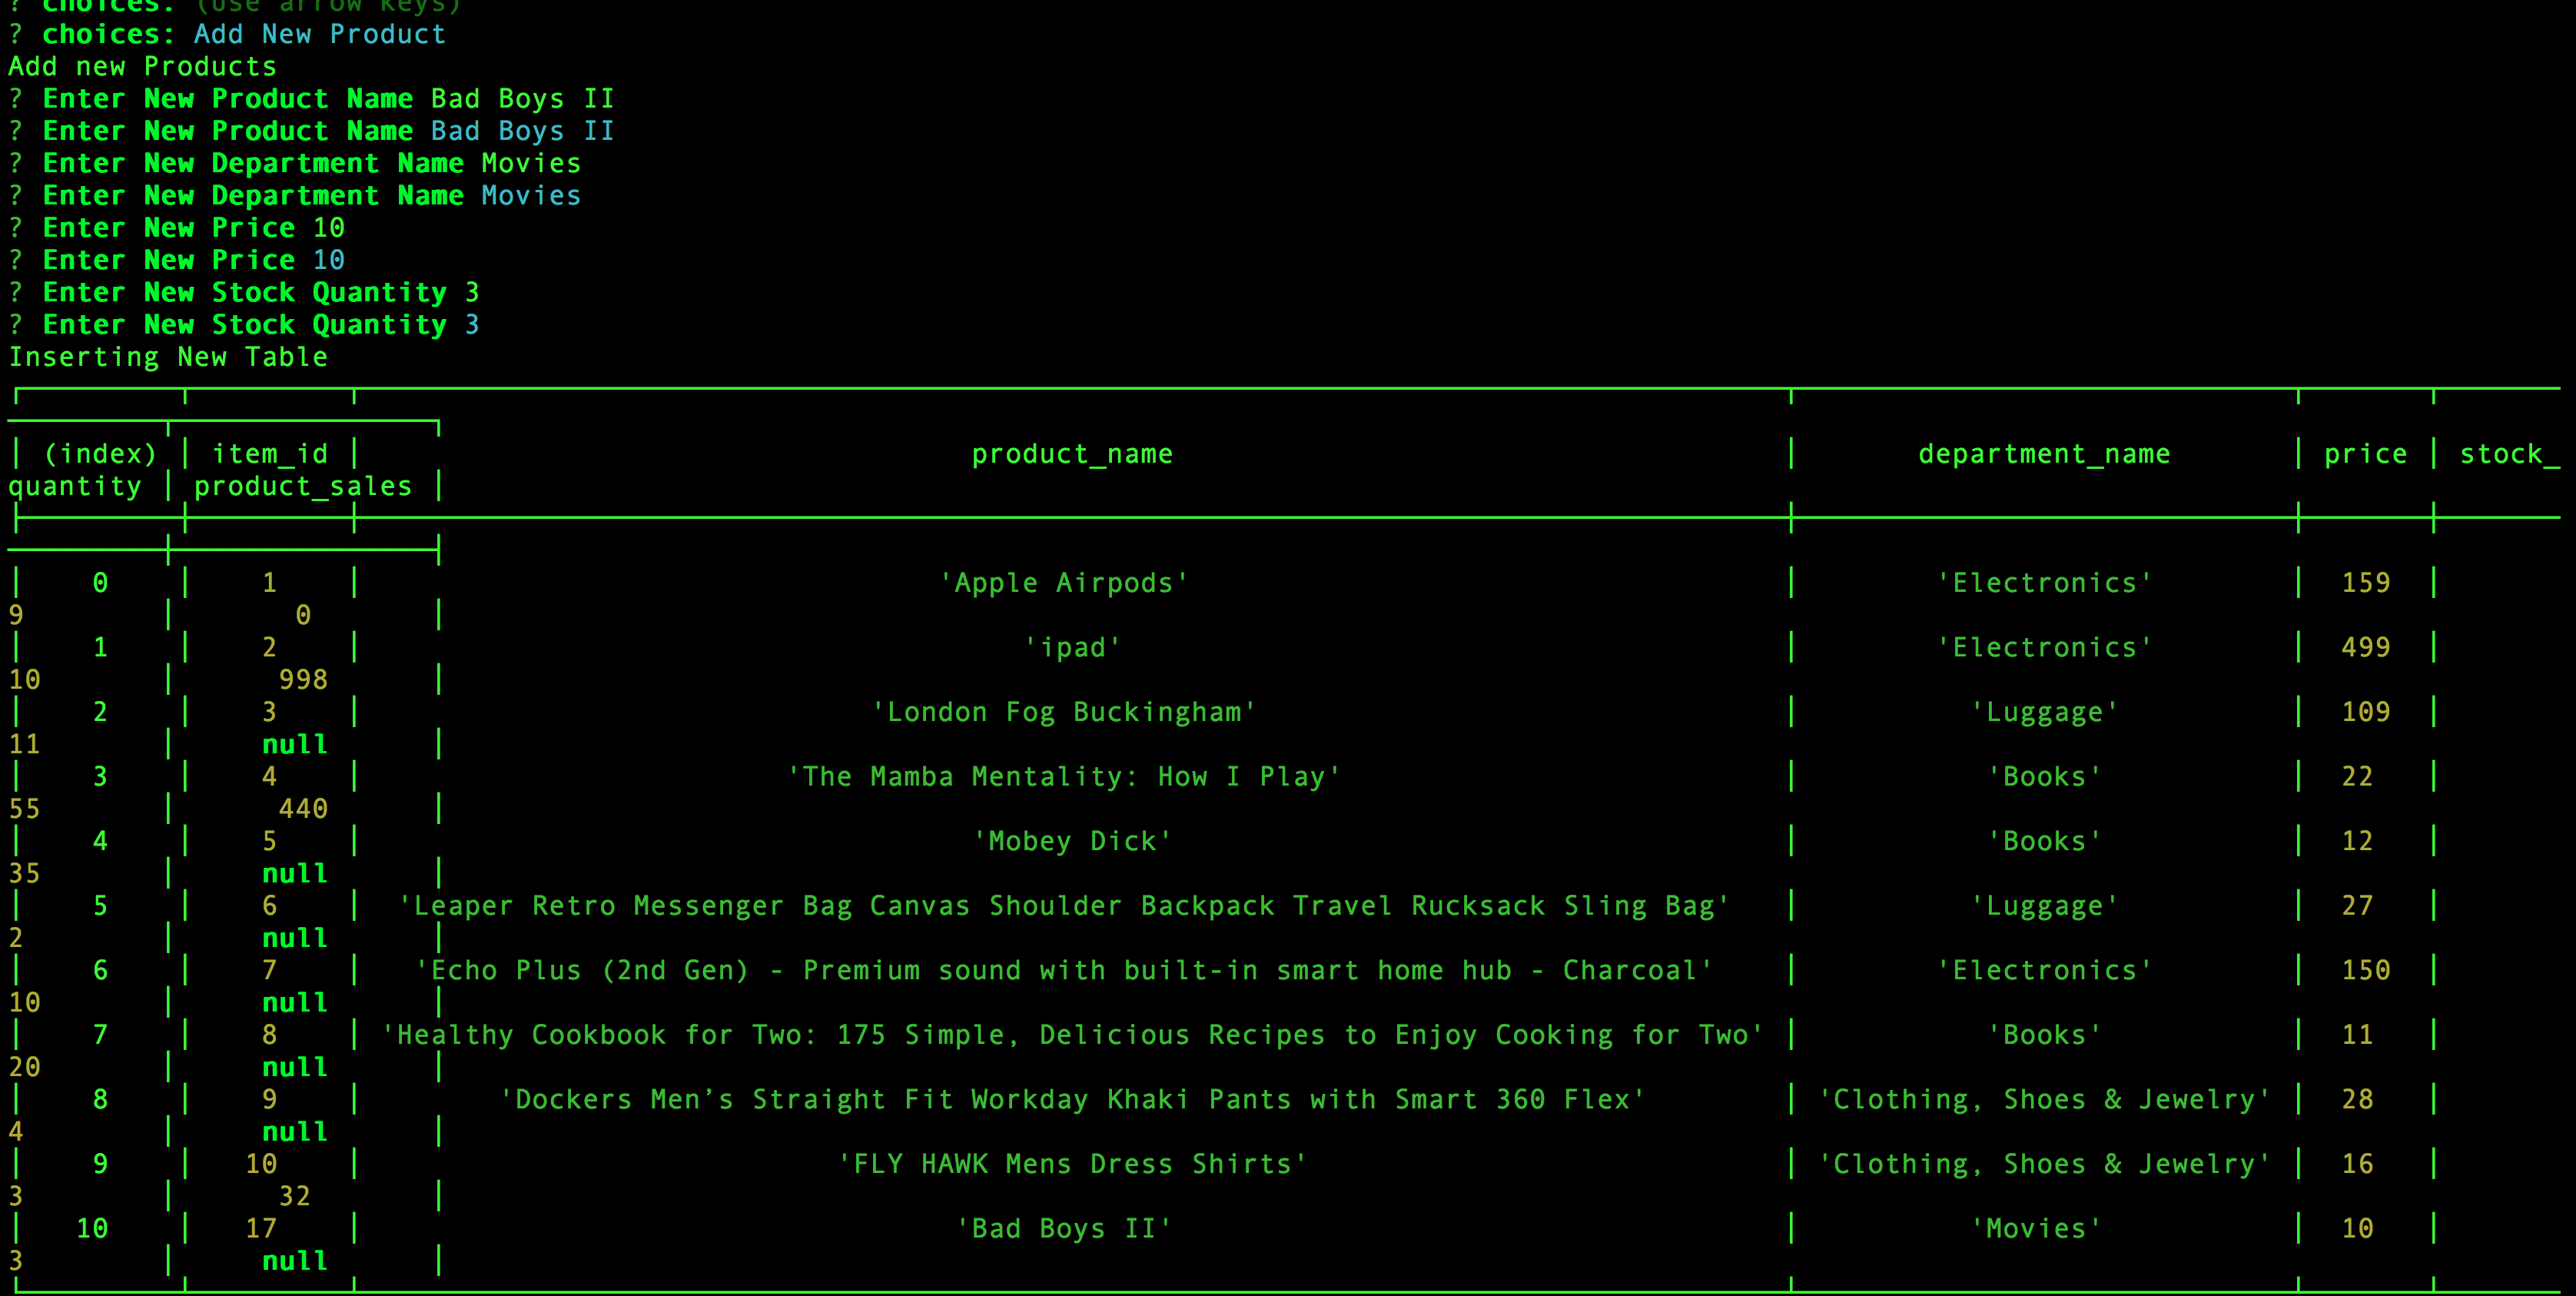 ? choices: (Use arrow keys)
? choices: Add New Product
Add new Products
? Enter New Product Name Bad Boys II
? Enter New Product Name Bad Boys II
? Enter New Department Name Movies
? Enter New Department Name Movies
? Enter New Price 10
? Enter New Price 10
? Enter New Stock Quantity 3
? Enter New Stock Quantity 3
Inserting New Table
(index) item_id product_name department_name price stock_
quantity product_sales
0 1 'Apple Airpods' 'Electronics' 159
9 0
1 2 'ipad' 'Electronics' 499
10 998
2 3 'London Fog Buckingham' 'Luggage' 109
11 null
3 4 'The Mamba Mentality: How I Play' 'Books' 22
55 440
4 5 'Mobey Dick' 'Books' 12
35 null
5 6 'Leaper Retro Messenger Bag Canvas Shoulder Backpack Travel Rucksack Sling Bag' 'Luggage' 27
2 null
6 7 'Echo Plus (2nd Gen) - Premium sound with built-in smart home hub - Charcoal' 'Electronics' 150
10 null
7 8 'Healthy Cookbook for Two: 175 Simple, Delicious Recipes to Enjoy Cooking for Two' 'Books' 11
20 null
8 9 'Dockers Men’s Straight Fit Workday Khaki Pants with Smart 360 Flex' 'Clothing, Shoes & Jewelry' 28
4 null
9 10 'FLY HAWK Mens Dress Shirts' 'Clothing, Shoes & Jewelry' 16
3 32
10 17 'Bad Boys II' 'Movies' 10
3 null